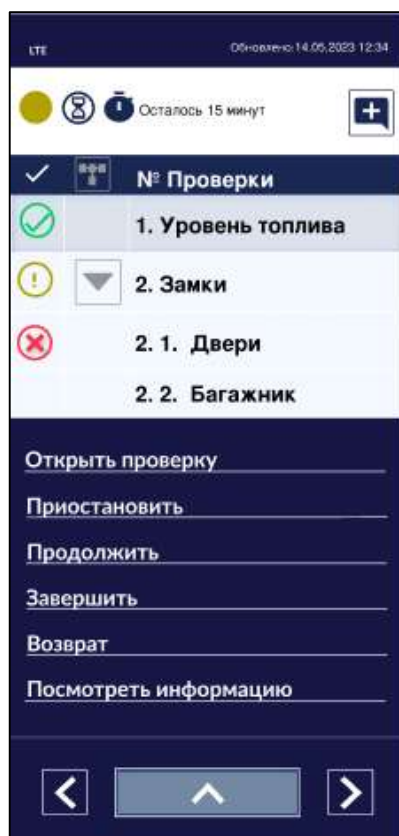 LTE Обновлено: 14.05.2023 12:34
Осталось 15 минут
№ Проверки
1. Уровень топлива
2. Замки
2. 1. Двери
2. 2. Багажник
Открыть проверку
Приостановить
Продолжить
Завершить
Возврат
Посмотреть информацию